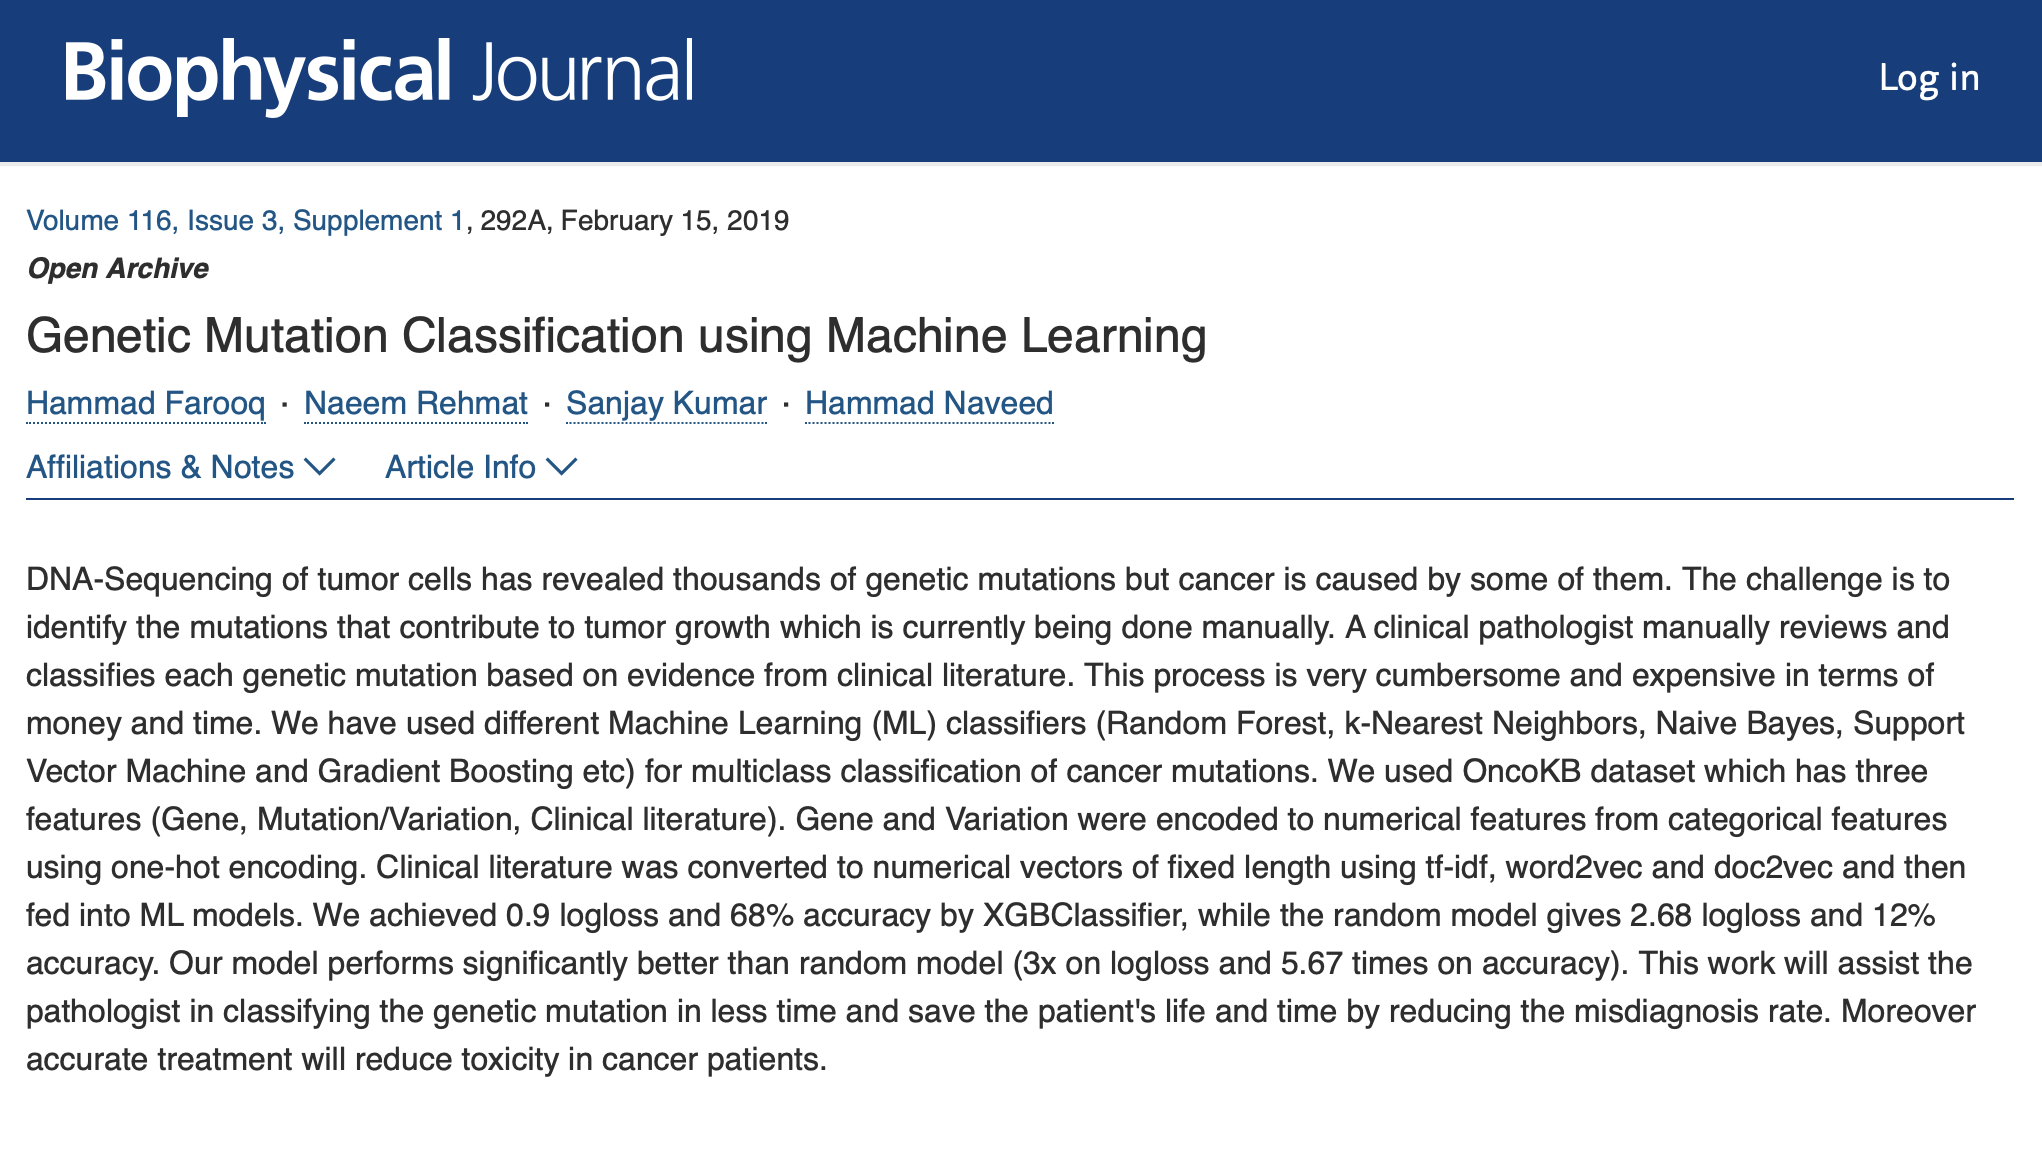 Biophysical Journal
Log in
Volume 116, Issue 3, Supplement 1, 292A, February 15, 2019
Open Archive
Genetic Mutation Classification using Machine Learning
Hammad Farooq · Naeem Rehmat · Sanjay Kumar · Hammad Naveed
Affiliations & Notes Article Info
DNA-Sequencing of tumor cells has revealed thousands of genetic mutations but cancer is caused by some of them. The challenge is to
identify the mutations that contribute to tumor growth which is currently being done manually. A clinical pathologist manually reviews and
classifies each genetic mutation based on evidence from clinical literature. This process is very cumbersome and expensive in terms of
money and time. We have used different Machine Learning (ML) classifiers (Random Forest, k-Nearest Neighbors, Naive Bayes, Support
Vector Machine and Gradient Boosting etc) for multiclass classification of cancer mutations. We used OncoKB dataset which has three
features (Gene, Mutation/Variation, Clinical literature). Gene and Variation were encoded to numerical features from categorical features
using one-hot encoding. Clinical literature was converted to numerical vectors of fixed length using tf-idf, word2vec and doc2vec and then
fed into ML models. We achieved 0.9 logloss and 68% accuracy by XGBClassifier, while the random model gives 2.68 logloss and 12%
accuracy. Our model performs significantly better than random model (3x on logloss and 5.67 times on accuracy). This work will assist the
pathologist in classifying the genetic mutation in less time and save the patient's life and time by reducing the misdiagnosis rate. Moreover
accurate treatment will reduce toxicity in cancer patients.